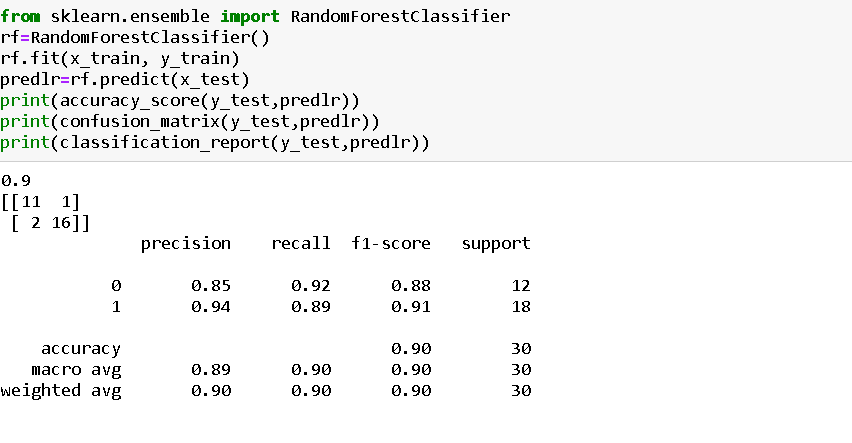 from sklearn.ensemble import RandomForestClassifier
rf=RandomForestClassifier()
rf.fit(x_train, y_train)
predlr=rf.predict(x_test)
print(accuracy_score(y_test,predlr))
print(confusion_matrix(y_test,predlr))
print(classification_report(y_test,predlr))
0.9
[[11  1]
 [ 2 16]]
              precision    recall  f1-score   support
           0       0.85      0.92      0.88        12
           1       0.94      0.89      0.91        18
    accuracy                           0.90        30
   macro avg       0.89      0.90      0.90        30
weighted avg       0.90      0.90      0.90        30